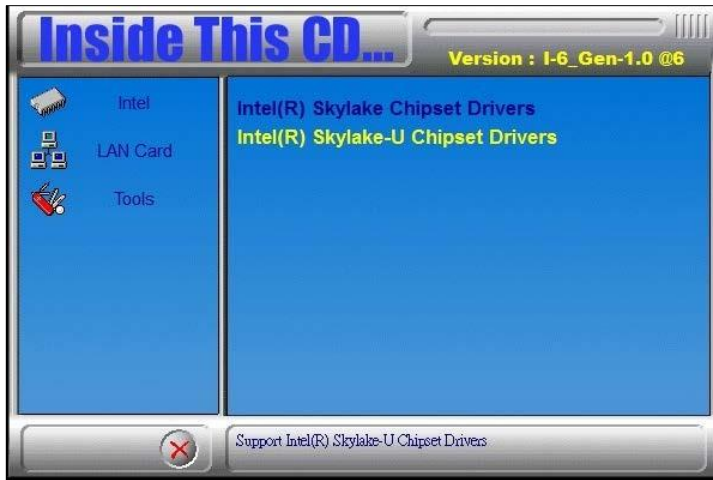 Inside This CD...
Version : I-6_Gen-1.0 @6
Intel
LAN Card
Tools
Intel(R) Skylake Chipset Drivers
Intel(R) Skylake-U Chipset Drivers
Support Intel(R) Skylake-U Chipset Drivers